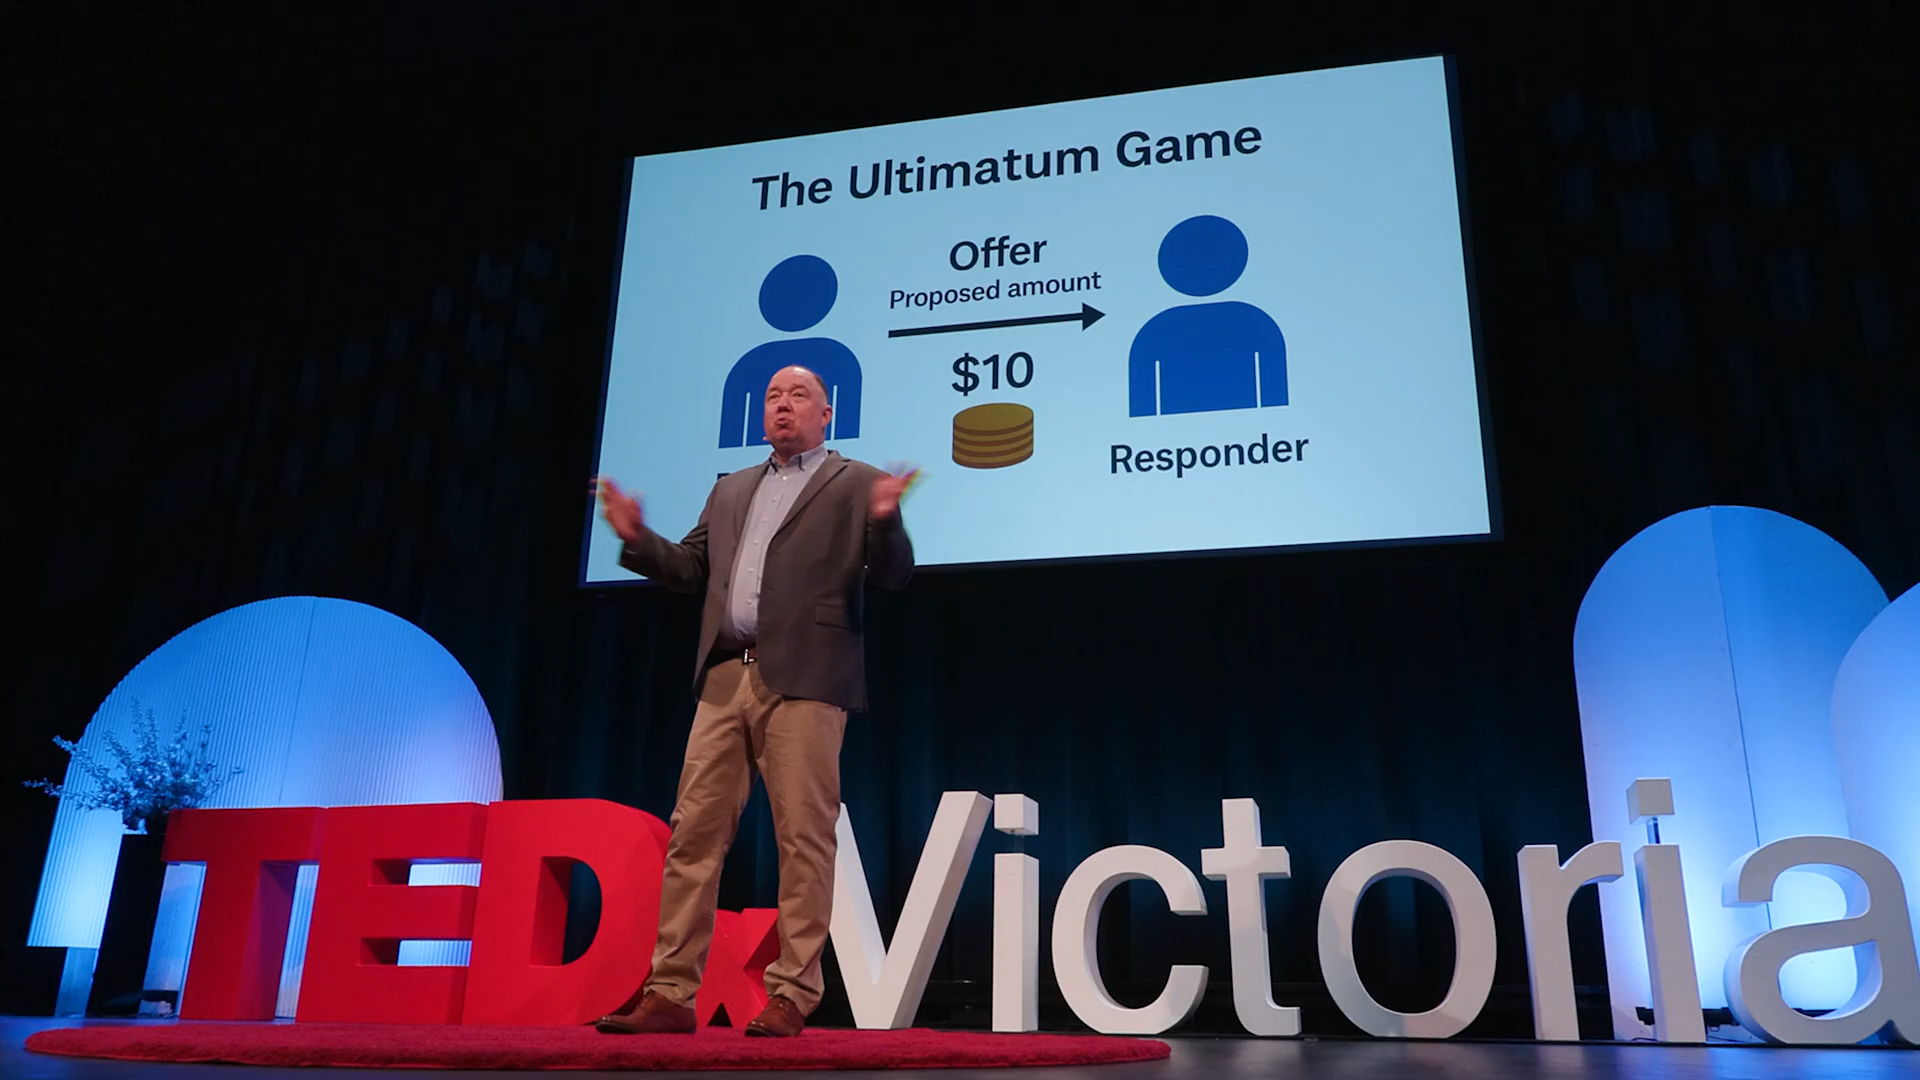 The Ultimatum Game
Offer
Proposed amount
$10
Responder
TEDxVictoria